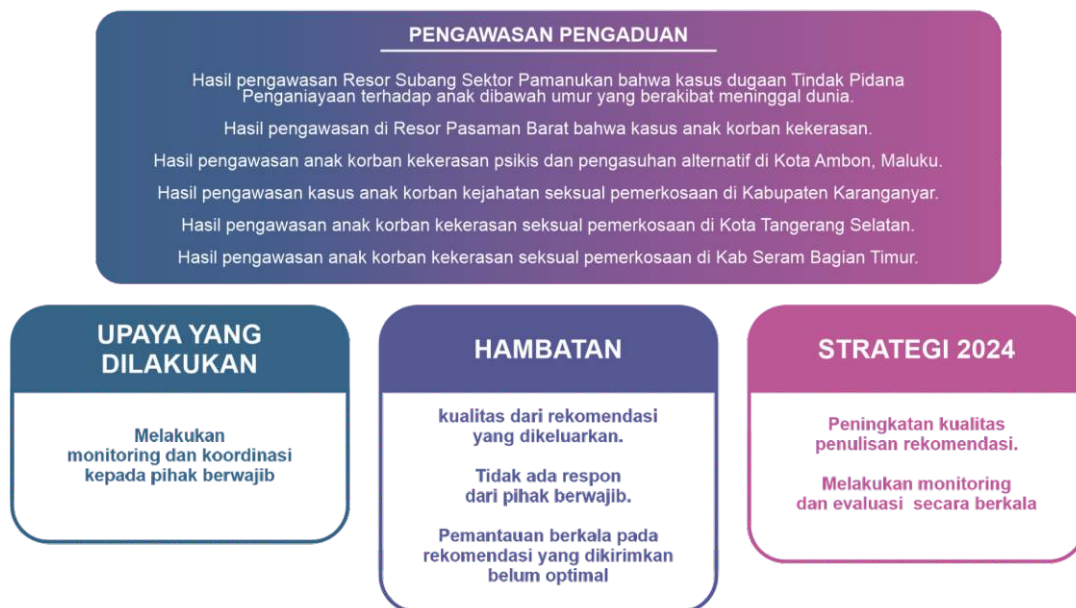 PENGAWASAN PENGADUAN
Hasil pengawasan Resor Subang Sektor Pamanukan bahwa kasus dugaan Tindak Pidana
Penganiayaan terhadap anak dibawah umur yang berakibat meninggal dunia.
Hasil pengawasan di Resor Pasaman Barat bahwa kasus anak korban kekerasan.
Hasil pengawasan anak korban kekerasan psikis dan pengasuhan alternatif di Kota Ambon, Maluku.
Hasil pengawasan kasus anak korban kejahatan seksual pemerkosaan di Kabupaten Karanganyar.
Hasil pengawasan anak korban kekerasan seksual pemerkosaan di Kota Tangerang Selatan.
Hasil pengawasan anak korban kekerasan seksual pemerkosaan di Kab Seram Bagian Timur.
UPAYA YANG
DILAKUKAN
Melakukan
monitoring dan koordinasi
kepada pihak berwajib
HAMBATAN
kualitas dari rekomendasi
yang dikeluarkan.
Tidak ada respon
dari pihak berwajib.
Pemantauan berkala pada
rekomendasi yang dikirimkan
belum optimal
STRATEGI 2024
Peningkatan kualitas
penulisan rekomendasi.
Melakukan monitoring
dan evaluasi secara berkala